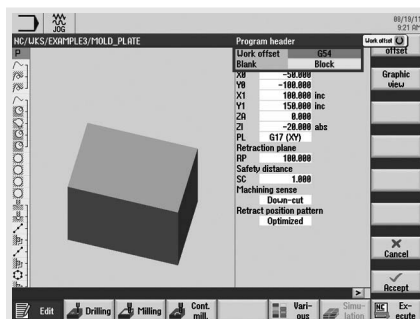 JOG
08/19/11
9:21 AM
NC/WKS/EXAMPLE3/MOLD_PLATE
Program header
Work offset
offset
P
Work offset G54
Blank Block
X0 -50.000
Y0 -100.000
Graphic
view
X1 100.000 inc
Y1 150.000 inc
ZA 0.000
ZI -20.000 abs
PL G17 (XY)
Retraction plane
RP 100.000
Safety distance
SC 1.000
Machining sense
Down-cut
Retract position pattern
Optimized
Cancel
Accept
Edit
Drilling
Milling
Cont.
mill.
Vari-
ous
Simu-
lation
NC Ex-
ecute